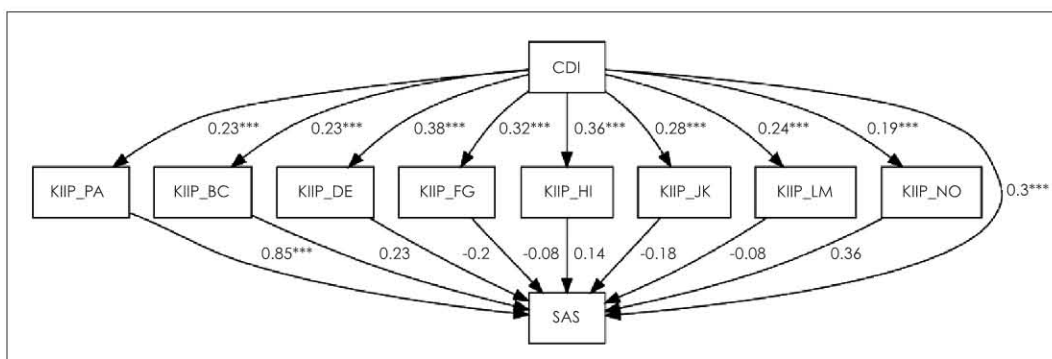 CDI
0.23*** 0.23*** 0.38*** 0.32*** 0.36*** 0.28*** 0.24*** 0.19***
KIIP_PA KIIP_BC KIIP_DE KIIP_FG KIIP_HI KIIP_JK KIIP_LM KIIP_NO 0.3***
0.85*** 0.23 -0.2 -0.08 0.14 -0.18 -0.08 0.36
SAS